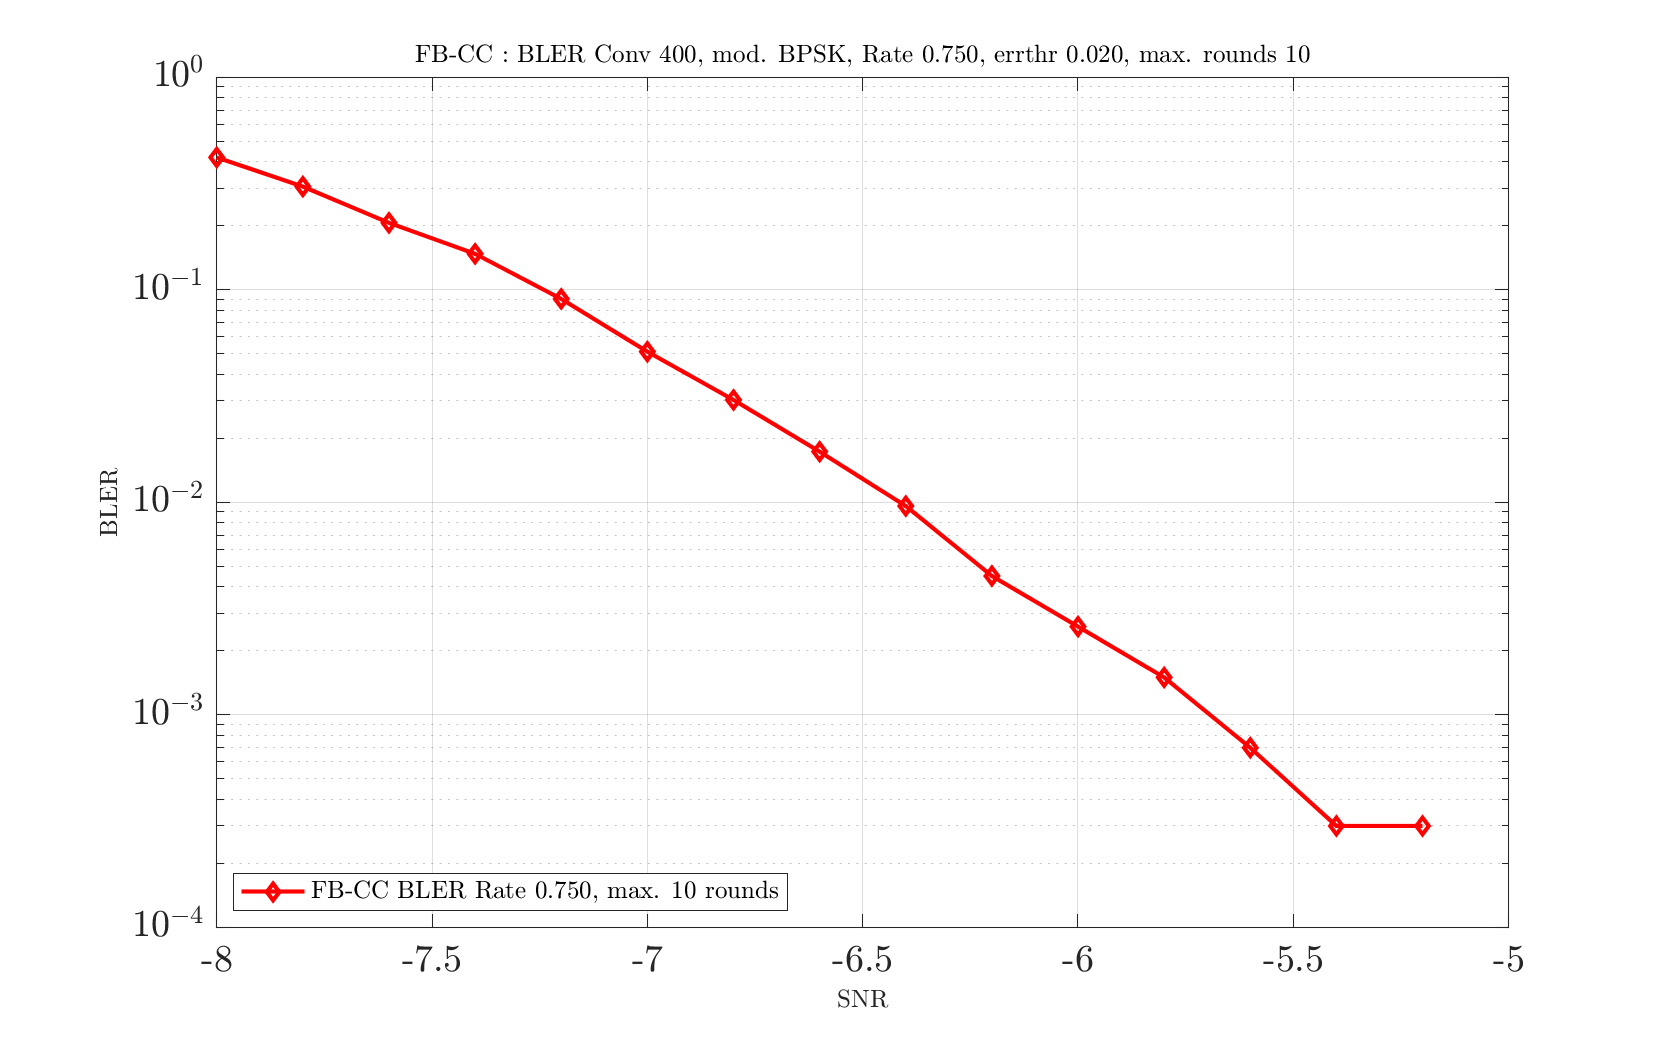 FB-CC : BLER Conv 400, mod. BPSK, Rate 0.750, errthr 0.020, max. rounds 10
10^0
10^-1
10^-2
10^-3
10^-4
BLER
FB-CC BLER Rate 0.750, max. 10 rounds
-8 -7.5 -7 -6.5 -6 -5.5 -5
SNR